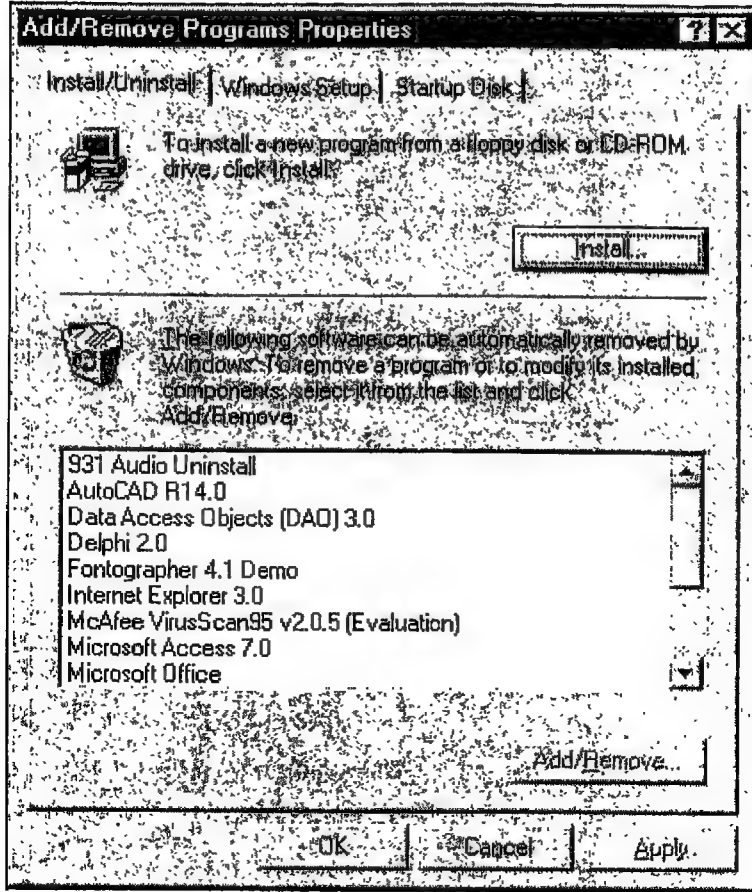 Add/Remove Programs Properties
Install/Uninstall Windows Setup Startup Disk
To install a new program from a floppy disk or CD-ROM
drive, click Install.
Install...
The following software can be automatically removed by
Windows. To remove a program or to modify its installed
components, select it from the list and click
Add/Remove.
931 Audio Uninstall
AutoCAD R14.0
Data Access Objects (DAO) 3.0
Delphi 2.0
Fontographer 4.1 Demo
Internet Explorer 3.0
McAfee VirusScan95 v2.0.5 (Evaluation)
Microsoft Access 7.0
Microsoft Office
Add/Remove...
OK Cancel Apply